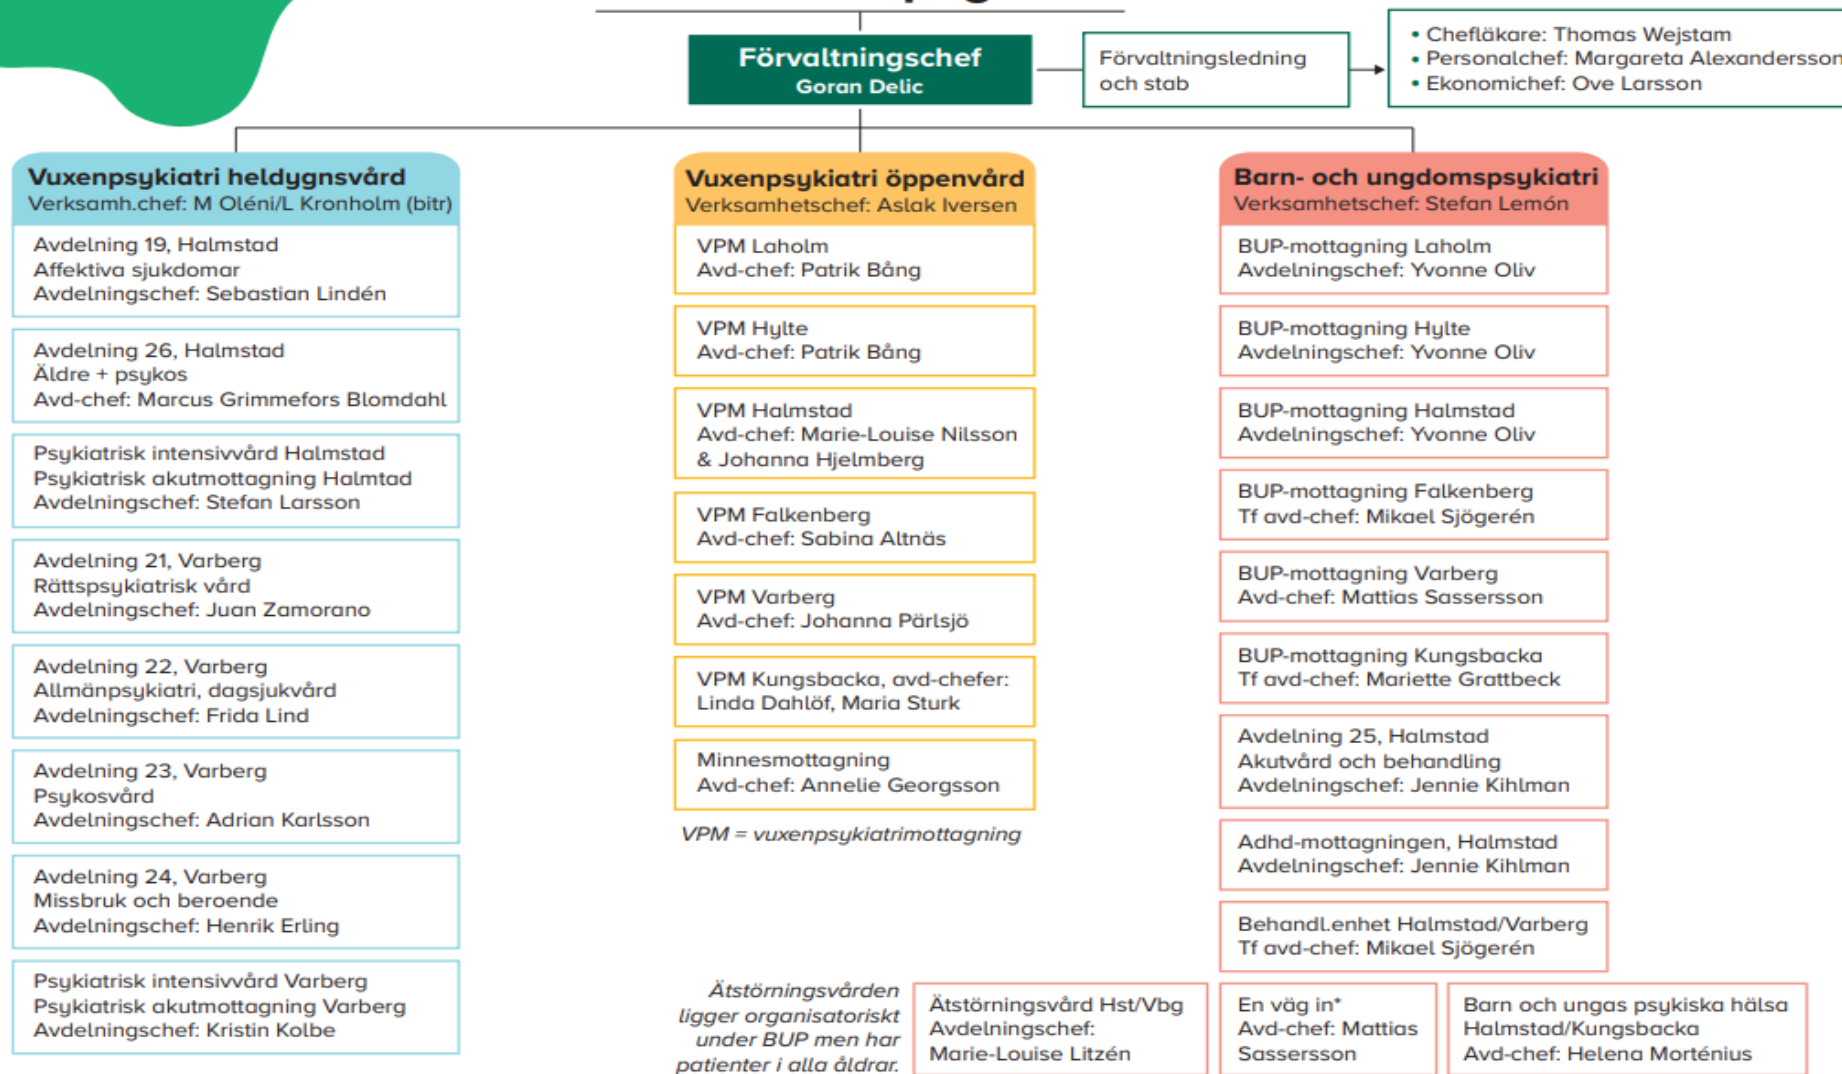 Förvaltningschef
Goran Delic
Förvaltningsledning
och stab
• Chefläkare: Thomas Wejstam
• Personalchef: Margareta Alexandersson
• Ekonomichef: Ove Larsson
Vuxenpsykiatri heldygnsvård
Verksamh.chef: M Oléni/L Kronholm (bitr)
Avdelning 19, Halmstad
Affektiva sjukdomar
Avdelningschef: Sebastian Lindén
Avdelning 26, Halmstad
Äldre + psykos
Avd-chef: Marcus Grimmefors Blomdahl
Psykiatrisk intensivvård Halmstad
Psykiatrisk akutmottagning Halmtad
Avdelningschef: Stefan Larsson
Avdelning 21, Varberg
Rättspsykiatrisk vård
Avdelningschef: Juan Zamorano
Avdelning 22, Varberg
Allmänpsykiatri, dagsjukvård
Avdelningschef: Frida Lind
Avdelning 23, Varberg
Psykosvård
Avdelningschef: Adrian Karlsson
Avdelning 24, Varberg
Missbruk och beroende
Avdelningschef: Henrik Erling
Psykiatrisk intensivvård Varberg
Psykiatrisk akutmottagning Varberg
Avdelningschef: Kristin Kolbe
Vuxenpsykiatri öppenvård
Verksamhetschef: Aslak Iversen
VPM Laholm
Avd-chef: Patrik Bång
VPM Hylte
Avd-chef: Patrik Bång
VPM Halmstad
Avd-chef: Marie-Louise Nilsson
& Johanna Hjelmberg
VPM Falkenberg
Avd-chef: Sabina Altnäs
VPM Varberg
Avd-chef: Johanna Pärlsjö
VPM Kungsbacka, avd-chefer:
Linda Dahlöf, Maria Sturk
Minnesmottagning
Avd-chef: Annelie Georgsson
VPM = vuxenpsykiatrimottagning
Barn- och ungdomspsykiatri
Verksamhetschef: Stefan Lemón
BUP-mottagning Laholm
Avdelningschef: Yvonne Oliv
BUP-mottagning Hylte
Avdelningschef: Yvonne Oliv
BUP-mottagning Halmstad
Avdelningschef: Yvonne Oliv
BUP-mottagning Falkenberg
Tf avd-chef: Mikael Sjögerén
BUP-mottagning Varberg
Avd-chef: Mattias Sassersson
BUP-mottagning Kungsbacka
Tf avd-chef: Mariette Grattbeck
Avdelning 25, Halmstad
Akutvård och behandling
Avdelningschef: Jennie Kihlman
Adhd-mottagningen, Halmstad
Avdelningschef: Jennie Kihlman
Behandl.enhet Halmstad/Varberg
Tf avd-chef: Mikael Sjögerén
Ätstörningsvården
ligger organisatoriskt
under BUP men har
patienter i alla åldrar.
Ätstörningsvård Hst/Vbg
Avdelningschef:
Marie-Louise Litzén
En väg in*
Avd-chef: Mattias
Sassersson
Barn och ungas psykiska hälsa
Halmstad/Kungsbacka
Avd-chef: Helena Morténius